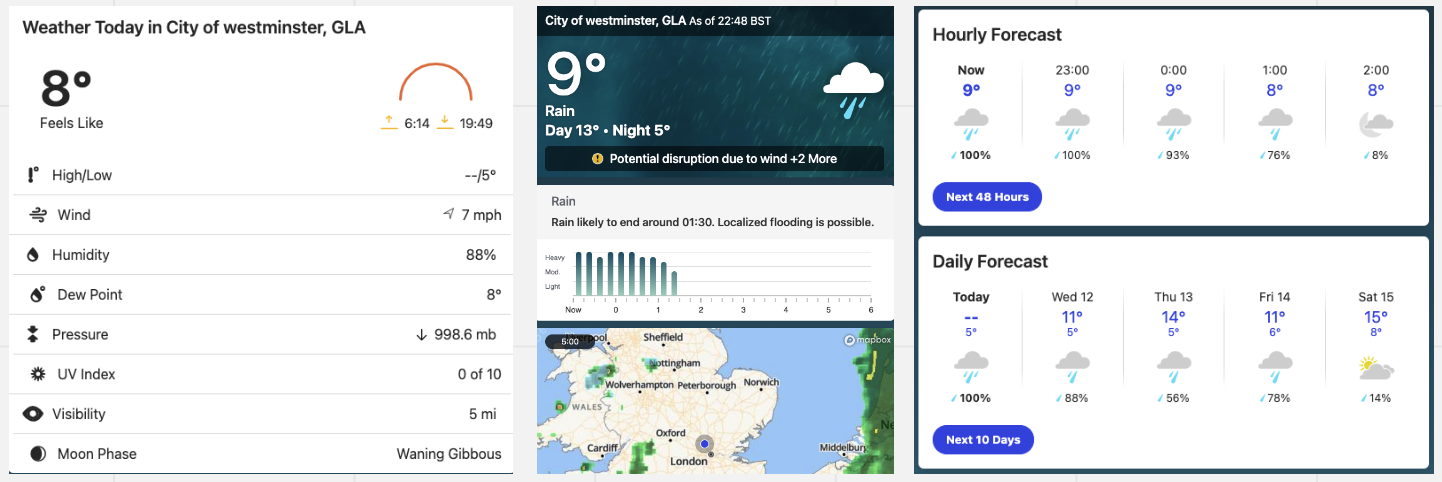 Weather Today in City of westminster, GLA
8°
Feels Like
6:14 19:49
High/Low --/5°
Wind 7 mph
Humidity 88%
Dew Point 8°
Pressure 998.6 mb
UV Index 0 of 10
Visibility 5 mi
Moon Phase Waning Gibbous
City of westminster, GLA As of 22:48 BST
9°
Rain
Day 13° • Night 5°
Potential disruption due to wind +2 More
Rain
Rain likely to end around 01:30. Localized flooding is possible.
Heavy
Mod.
Light
Now 0 1 2 3 4 5 6
5:00
Sheffield
mapbox
Nottingham
Wolverhampton Peterborough Norwich
WALES
Oxford
Cardiff
London
Middelbur
Hourly Forecast
Now 23:00 0:00 1:00 2:00
9° 9° 9° 8° 8°
100% 100% 93% 76% 8%
Next 48 Hours
Daily Forecast
Today Wed 12 Thu 13 Fri 14 Sat 15
-- 11° 14° 11° 15°
5° 5° 5° 6° 8°
100% 88% 56% 78% 14%
Next 10 Days